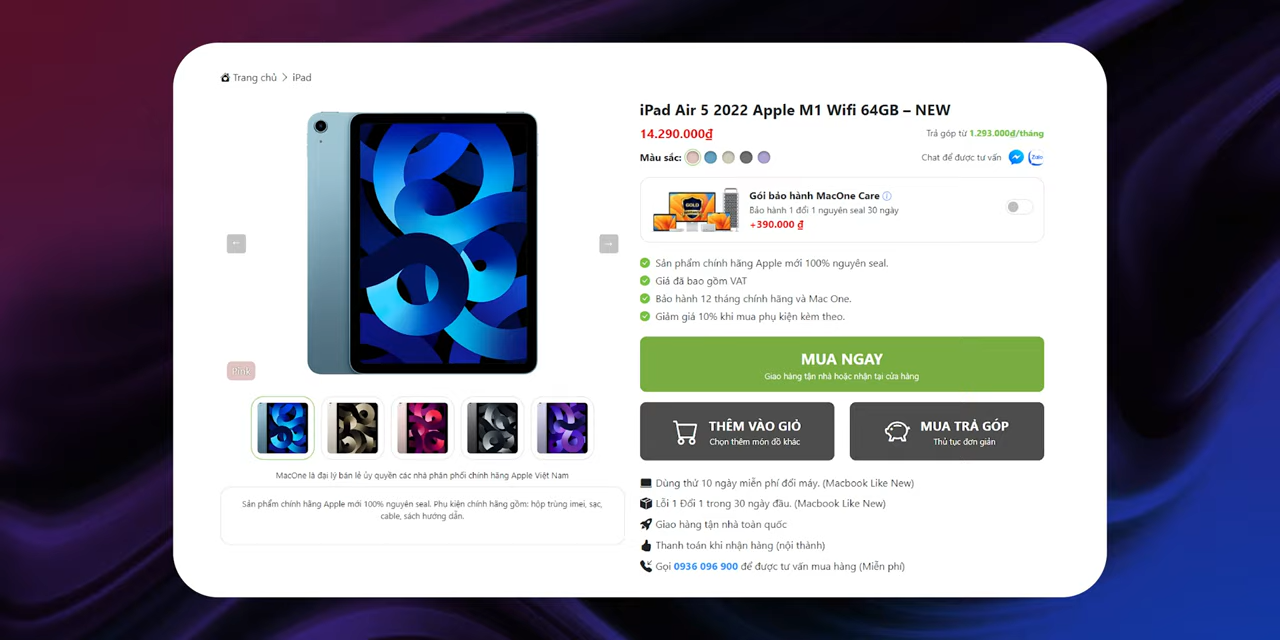 Trang chủ > iPad
iPad Air 5 2022 Apple M1 Wifi 64GB – NEW
14.290.000₫
Trả góp từ 1.293.000₫/tháng
Màu sắc:
Chat để được tư vấn
Zalo
GOLD
Gói bảo hành MacOne Care
Bảo hành 1 đổi 1 nguyên seal 30 ngày
+390.000 ₫
Sản phẩm chính hãng Apple mới 100% nguyên seal.
Giá đã bao gồm VAT
Bảo hành 12 tháng chính hãng và Mac One.
Giảm giá 10% khi mua phụ kiện kèm theo.
MUA NGAY
Giao hàng tận nhà hoặc nhận tại cửa hàng
THÊM VÀO GIỎ
Chọn thêm món đồ khác
MUA TRẢ GÓP
Thủ tục đơn giản
Dùng thử 10 ngày miễn phí đổi máy. (Macbook Like New)
Lỗi 1 Đổi 1 trong 30 ngày đầu. (Macbook Like New)
Giao hàng tận nhà toàn quốc
Thanh toán khi nhận hàng (nội thành)
Gọi 0936 096 900 để được tư vấn mua hàng (Miễn phí)
Pink
MacOne là đại lý bán lẻ ủy quyền các nhà phân phối chính hãng Apple Việt Nam
Sản phẩm chính hãng Apple mới 100% nguyên seal. Phụ kiện chính hãng gồm: hộp trùng imei, sạc,
cable, sách hướng dẫn.